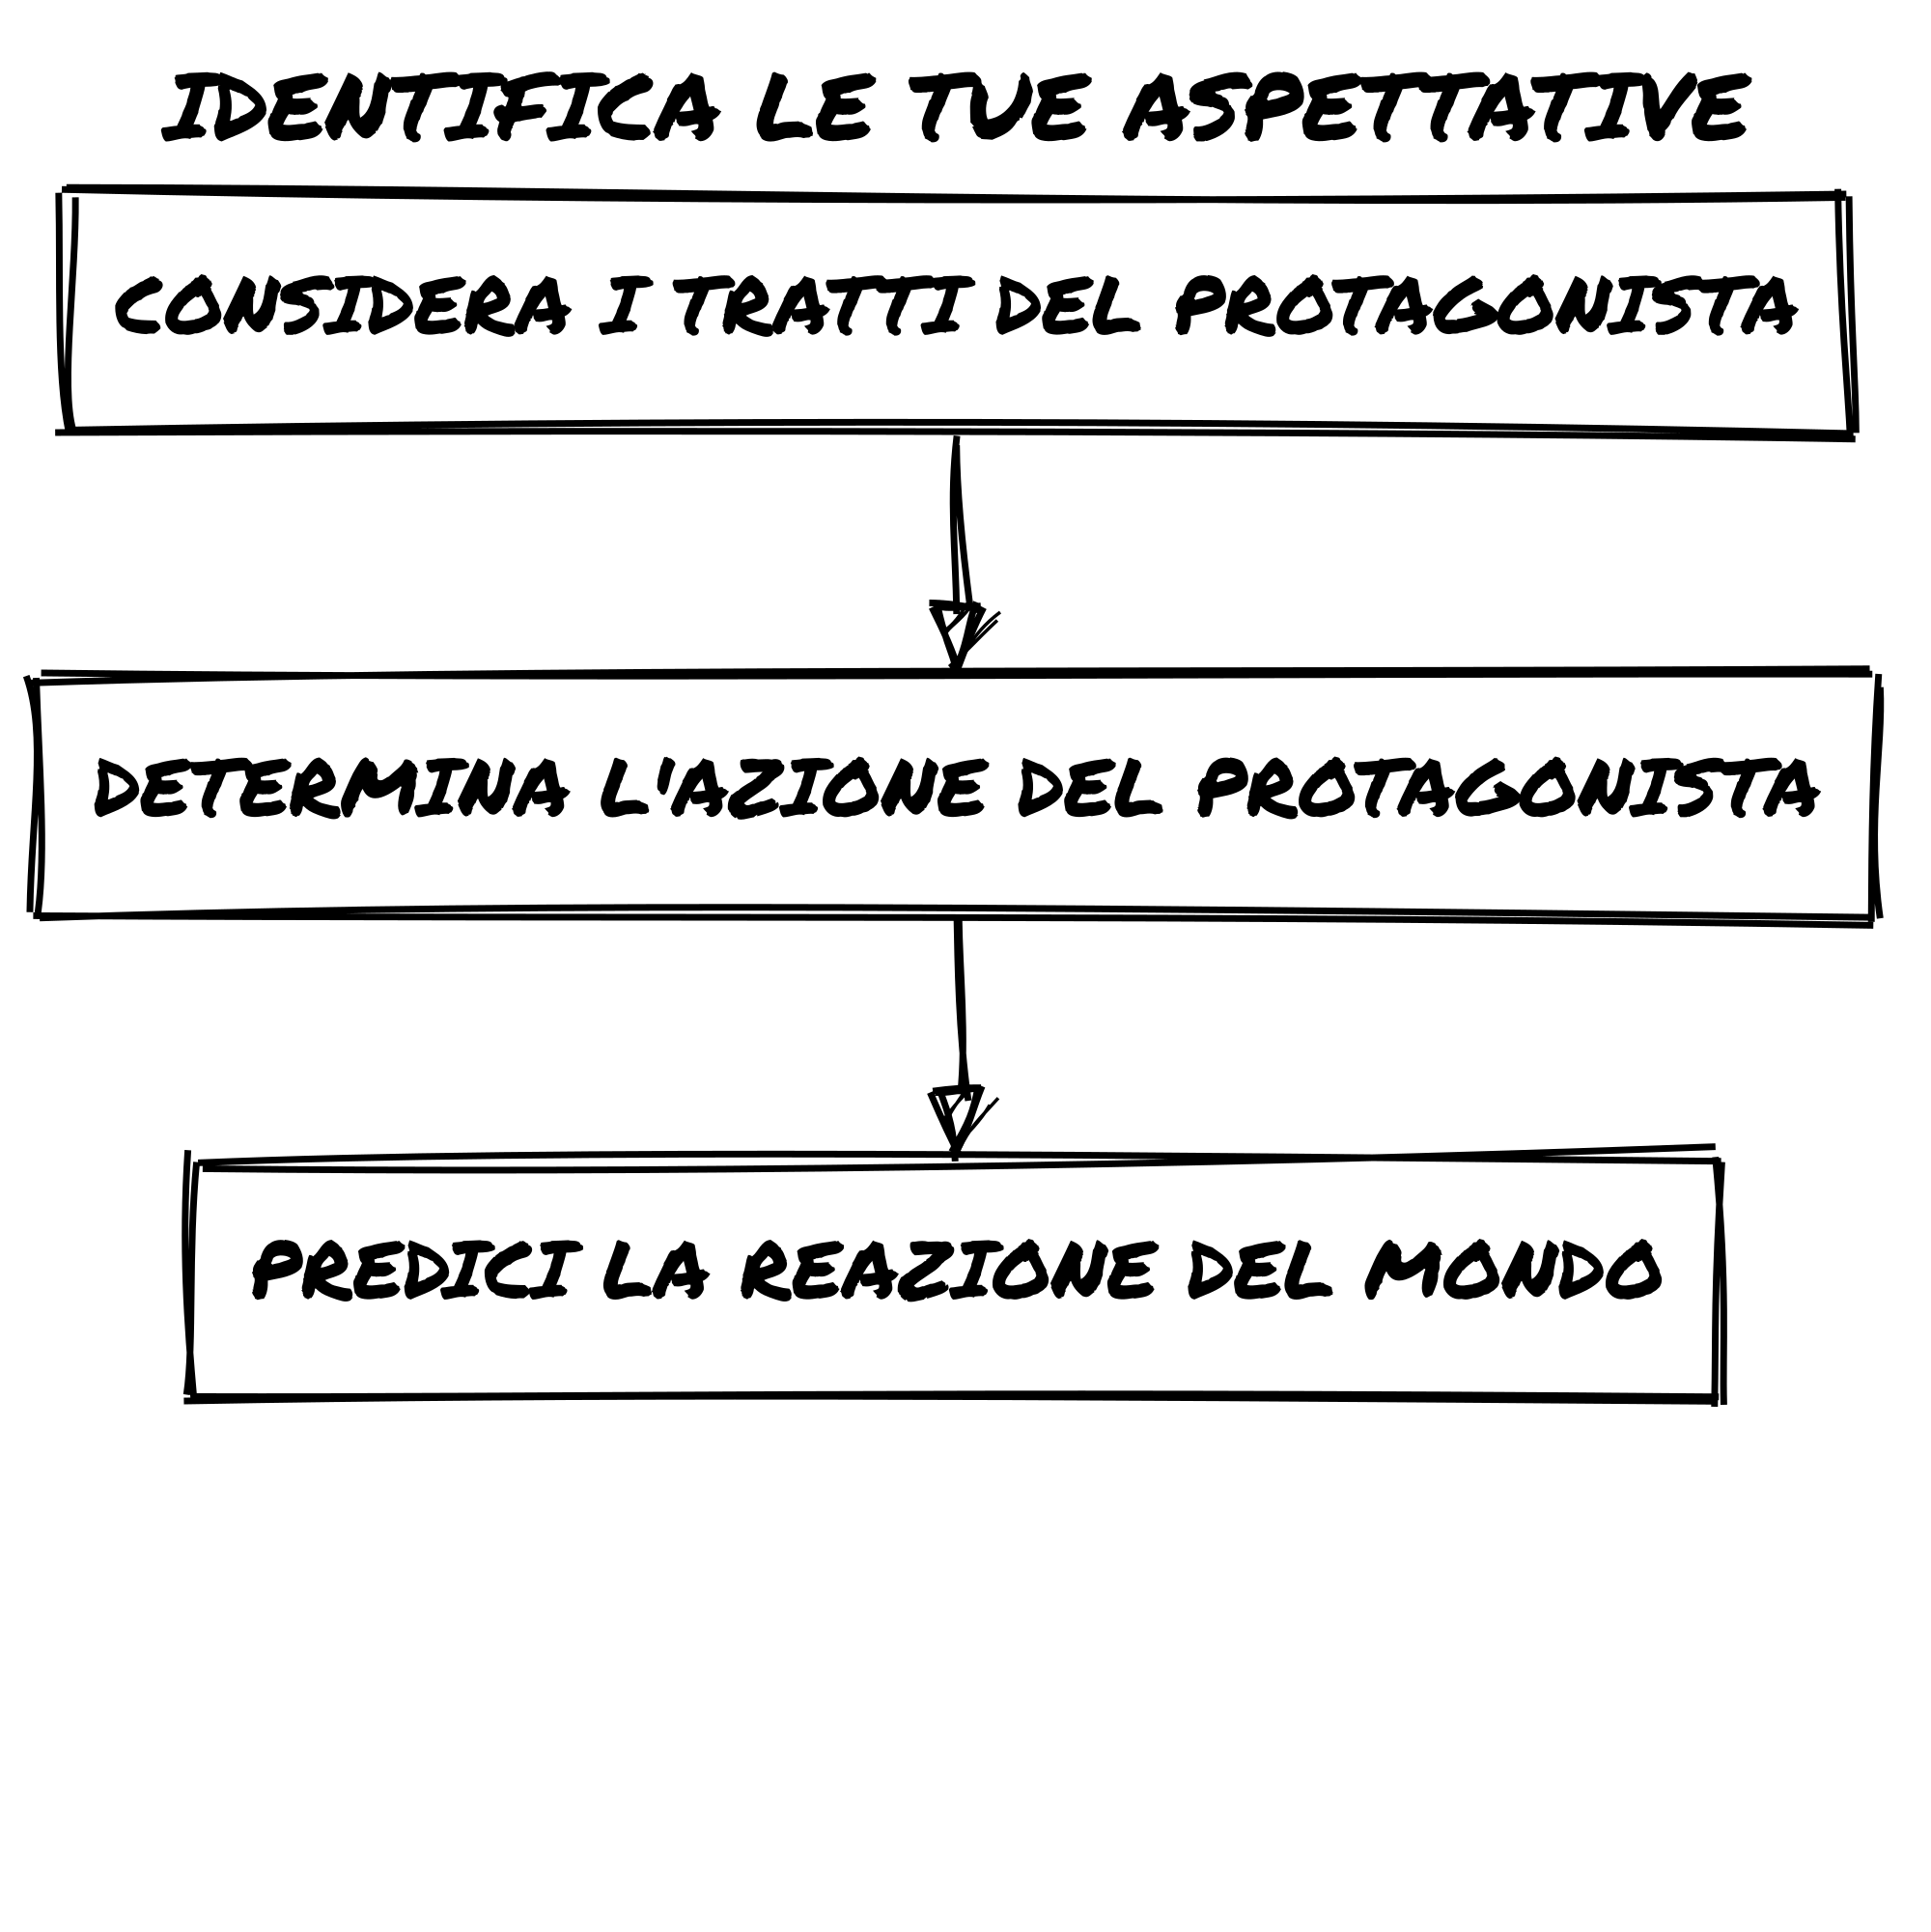 IDENTIFICA LE TUE ASPETTATIVE
CONSIDERA I TRATTI DEL PROTAGONISTA
DETERMINA L'AZIONE DEL PROTAGONISTA
PREDICI LA REAZIONE DEL MONDO